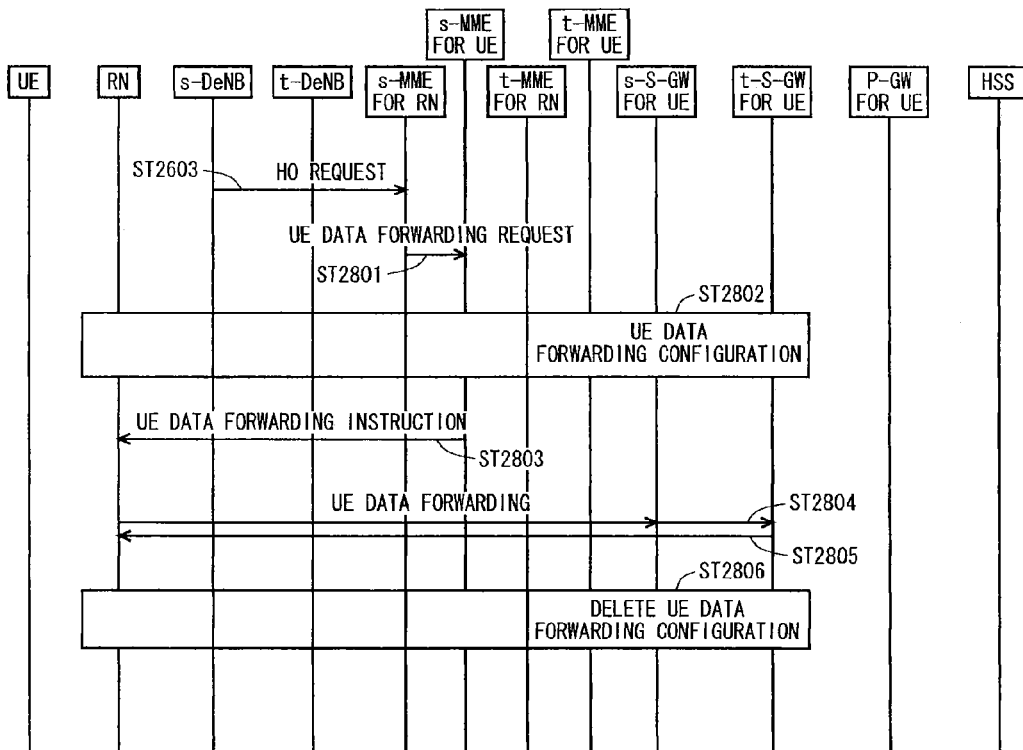 s-MME
FOR UE
t-MME
FOR UE
UE
RN
s-DeNB
t-DeNB
s-MME
FOR RN
t-MME
FOR RN
s-S-GW
FOR UE
t-S-GW
FOR UE
P-GW
FOR UE
HSS
ST2603
HO REQUEST
UE DATA FORWARDING REQUEST
ST2801
ST2802
UE DATA
FORWARDING CONFIGURATION
UE DATA FORWARDING INSTRUCTION
ST2803
UE DATA FORWARDING
ST2804
ST2805
ST2806
DELETE UE DATA
FORWARDING CONFIGURATION